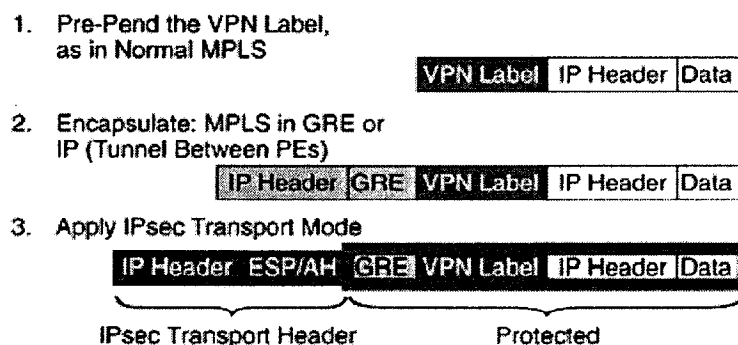 1. Pre-Pend the VPN Label,
as in Normal MPLS
VPN Label IP Header Data
2. Encapsulate: MPLS in GRE or
IP (Tunnel Between PEs)
IP Header GRE VPN Label IP Header Data
3. Apply IPsec Transport Mode
IP Header ESP/AH GRE VPN Label IP Header Data
IPsec Transport Header Protected